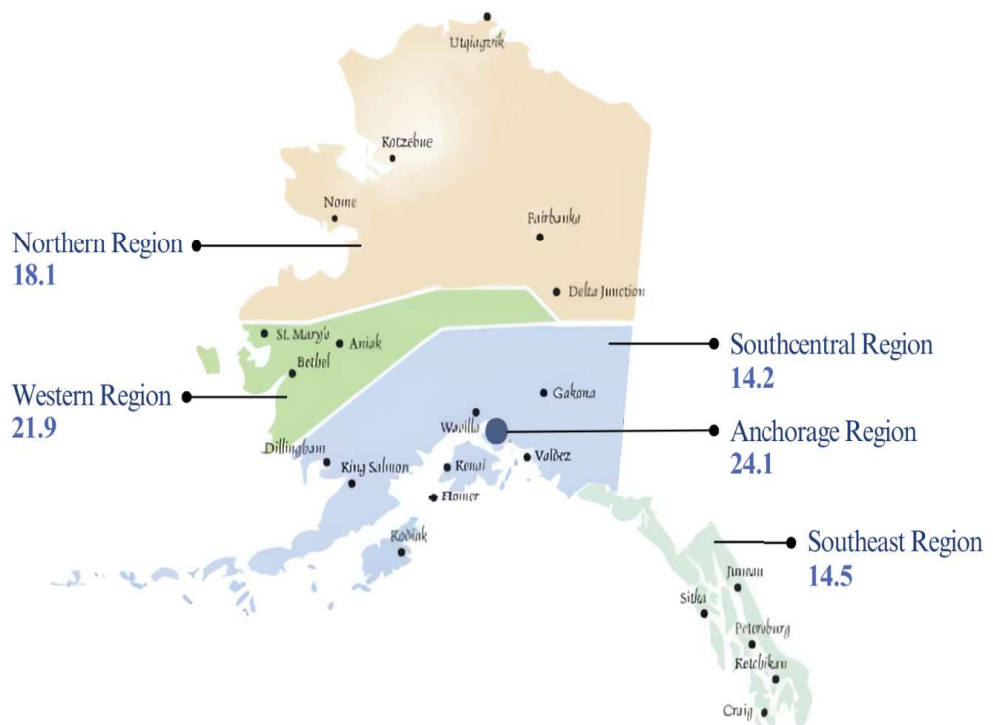 Utqiagvik
Kotzebue
Nome
Fairbanks
Northern Region
18.1
Delta Junction
St. Mary's
Aniak
Southcentral Region
14.2
Bethel
Western Region
21.9
Gakona
Wasilla
Anchorage Region
24.1
Dillingham
King Salmon
Kenai
Valdez
Homer
Kodiak
Southeast Region
14.5
Juneau
Sitka
Petersburg
Ketchikan
Craig